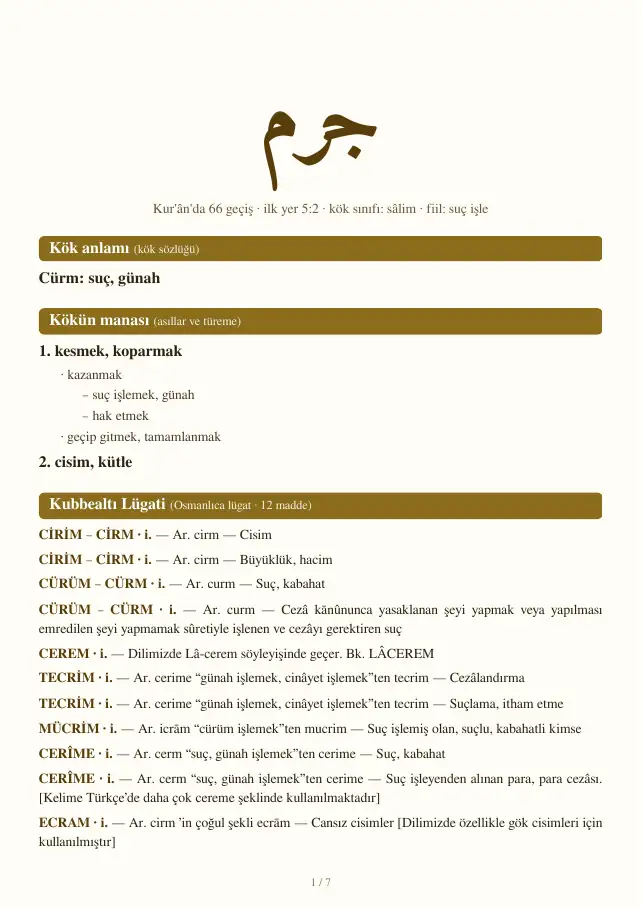 جرم
Kur'ân'da 66 geçiş · ilk yer 5:2 · kök sınıfı: sâlim · fiil: suç işle
Kök anlamı (kök sözlüğü)
Cürm: suç, günah
Kökün manası (asıllar ve türeme)
1. kesmek, koparmak
· kazanmak
– suç işlemek, günah
– hak etmek
· geçip gitmek, tamamlanmak
2. cisim, kütle
Kubbealtı Lügati (Osmanlıca lügat · 12 madde)
CİRİM – CİRM · i. — Ar. cirm — Cisim
CİRİM – CİRM · i. — Ar. cirm — Büyüklük, hacim
CÜRÜM – CÜRM · i. — Ar. curm — Suç, kabahat
CÜRÜM – CÜRM · i. — Ar. curm — Cezâ kānûnunca yasaklanan şeyi yapmak veya yapılması
emredilen şeyi yapmamak sûretiyle işlenen ve cezâyı gerektiren suç
CEREM · i. — Dilimizde Lâ-cerem söyleyişinde geçer. Bk. LÂCEREM
TECRİM · i. — Ar. cerime “günah işlemek, cinâyet işlemek”ten tecrim — Cezâlandırma
TECRİM · i. — Ar. cerime “günah işlemek, cinâyet işlemek”ten tecrim — Suçlama, itham etme
MÜCRİM · i. — Ar. icrām “cürüm işlemek”ten mucrim — Suç işlemiş olan, suçlu, kabahatli kimse
CERÎME · i. — Ar. cerm “suç, günah işlemek”ten cerime — Suç, kabahat
CERÎME · i. — Ar. cerm “suç, günah işlemek”ten cerime — Suç işleyenden alınan para, para cezâsı.
[Kelime Türkçe’de daha çok cereme şeklinde kullanılmaktadır]
ECRAM · i. — Ar. cirm ’in çoğul şekli ecrām — Cansız cisimler [Dilimizde özellikle gök cisimleri için
kullanılmıştır]
1 / 7